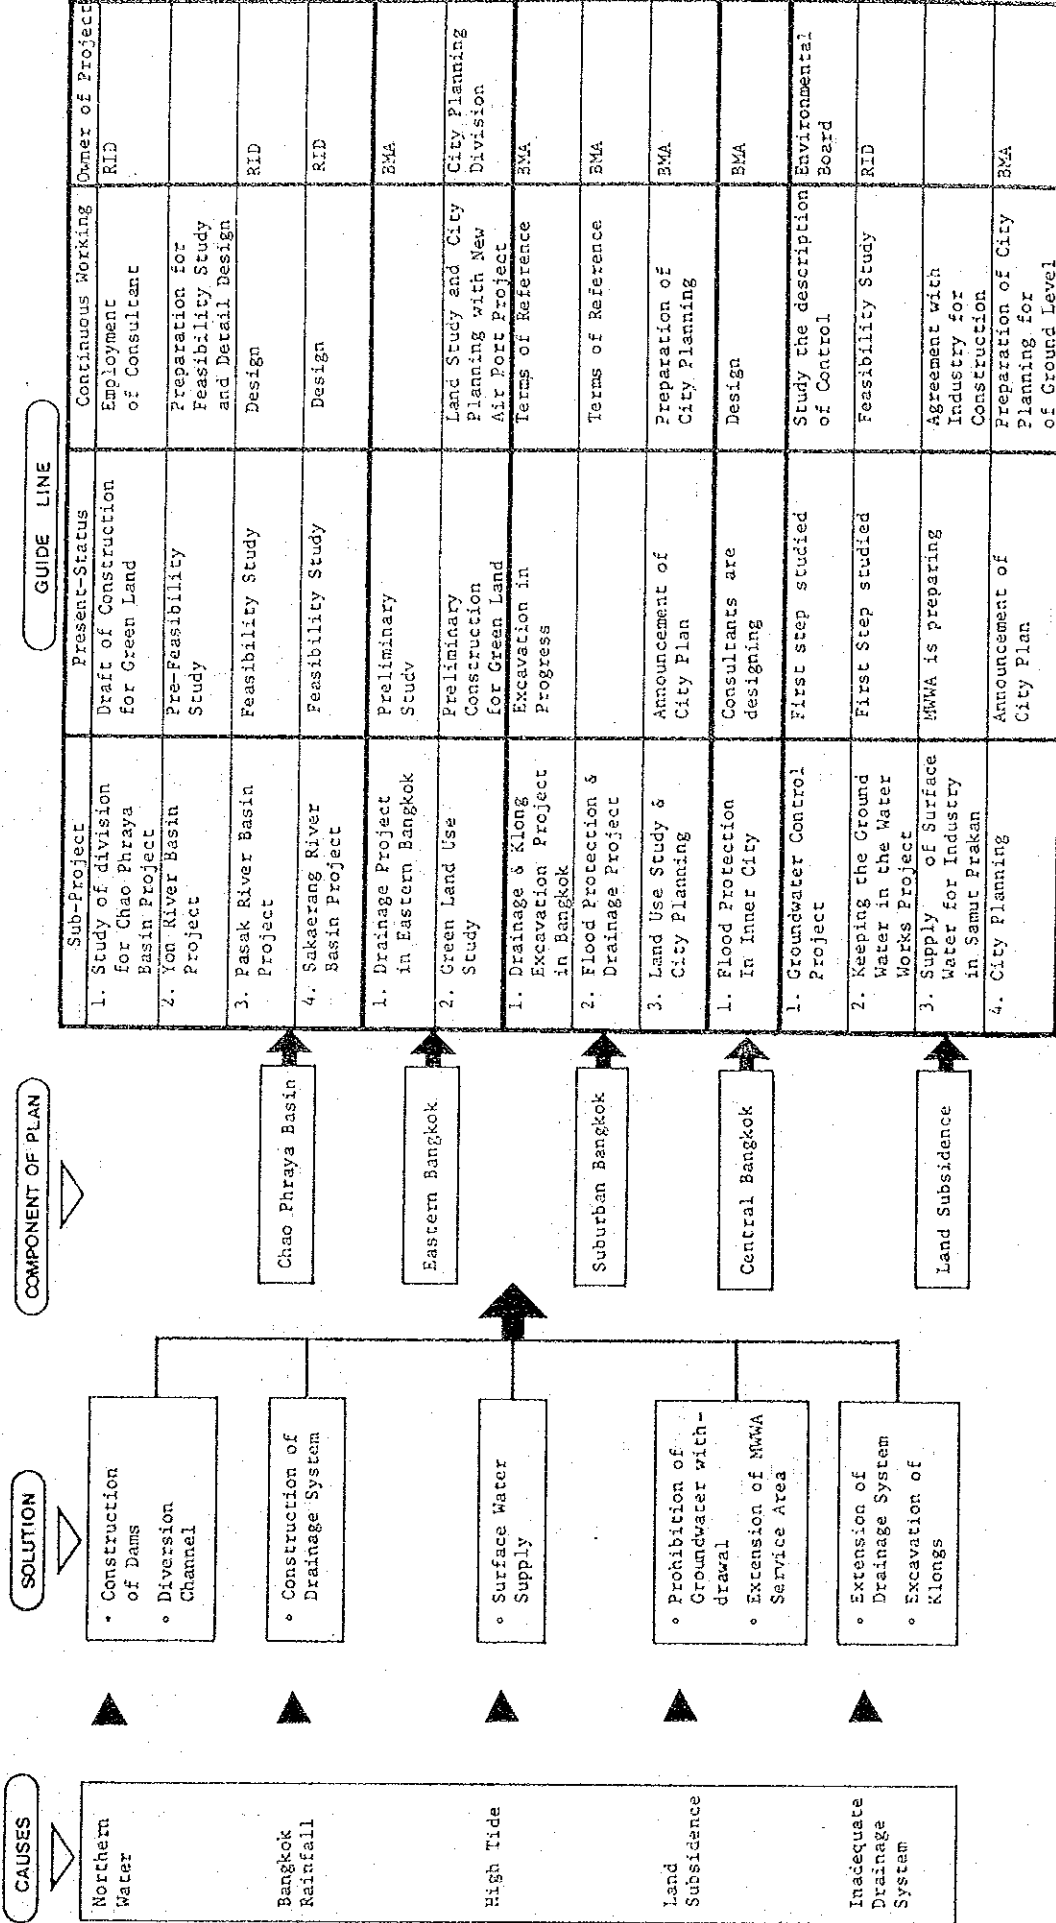 CAUSES
Northern
Water
Bangkok
Rainfall
High Tide
Land
Subsidence
Inadequate
Drainage
System
SOLUTION
• Construction
of Dams
∘ Diversion
Channel
∘ Construction of
Drainage System
∘ Surface Water
Supply
∘ Prohibition of
Groundwater with-
drawal
∘ Extension of MWWA
Service Area
∘ Extension of
Drainage System
∘ Excavation of
Klongs
COMPONENT OF PLAN
Chao Phraya Basin
Eastern Bangkok
Suburban Bangkok
Central Bangkok
Land Subsidence
GUIDE LINE
Sub-Project
Present-Status
Continuous Working
Owner of Project
1. Study of division
for Chao Phraya
Basin Project
Draft of Construction
for Green Land
Employment
of Consultant
RID
2. Yon River Basin
Project
Pre-Feasibility
Study
Preparation for
Feasibility Study
and Detail Design
3. Pasak River Basin
Project
Feasibility Study
Design
RID
4. Sakaerang River
Basin Project
Feasibility Study
Design
RID
1. Drainage Project
in Eastern Bangkok
Preliminary
Study
BMA
2. Green Land Use
Study
Preliminary
Construction
for Green Land
Land Study and City
Planning with New
Air Port Project
City Planning
Division
1. Drainage & Klong
Excavation Project
in Bangkok
Excavation in
Progress
Terms of Reference
BMA
2. Flood Protection &
Drainage Project
Terms of Reference
BMA
3. Land Use Study &
City Planning
Announcement of
City Plan
Preparation of
City Planning
BMA
1. Flood Protection
In Inner City
Consultants are
designing
Design
BMA
1. Groundwater Control
Project
First step studied
Study the description
of Control
Environmental
Board
2. Keeping the Ground
Water in the Water
Works Project
First Step studied
Feasibility Study
RID
3. Supply of Surface
Water for Industry
in Samut Prakan
MWWA is preparing
Agreement with
Industry for
Construction
4. City Planning
Announcement of
City Plan
Preparation of City
Planning for
of Ground Level
BMA